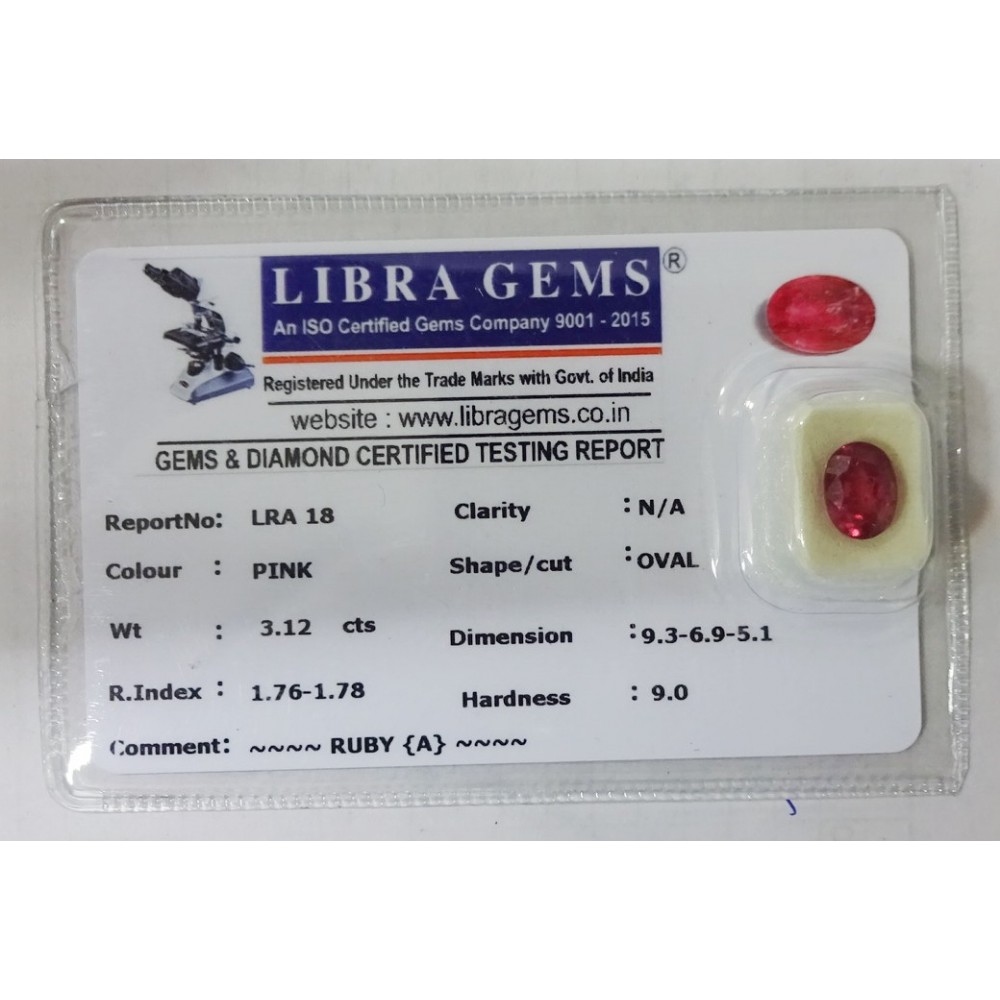 LIBRA GEMS ®
An ISO Certified Gems Company 9001 - 2015
Registered Under the Trade Marks with Govt. of India
website : www.libragems.co.in
GEMS & DIAMOND CERTIFIED TESTING REPORT
ReportNo: LRA 18 Clarity : N/A
Colour : PINK Shape/cut : OVAL
Wt : 3.12 cts Dimension : 9.3-6.9-5.1
R.Index : 1.76-1.78 Hardness : 9.0
Comment: ~~~~ RUBY {A} ~~~~